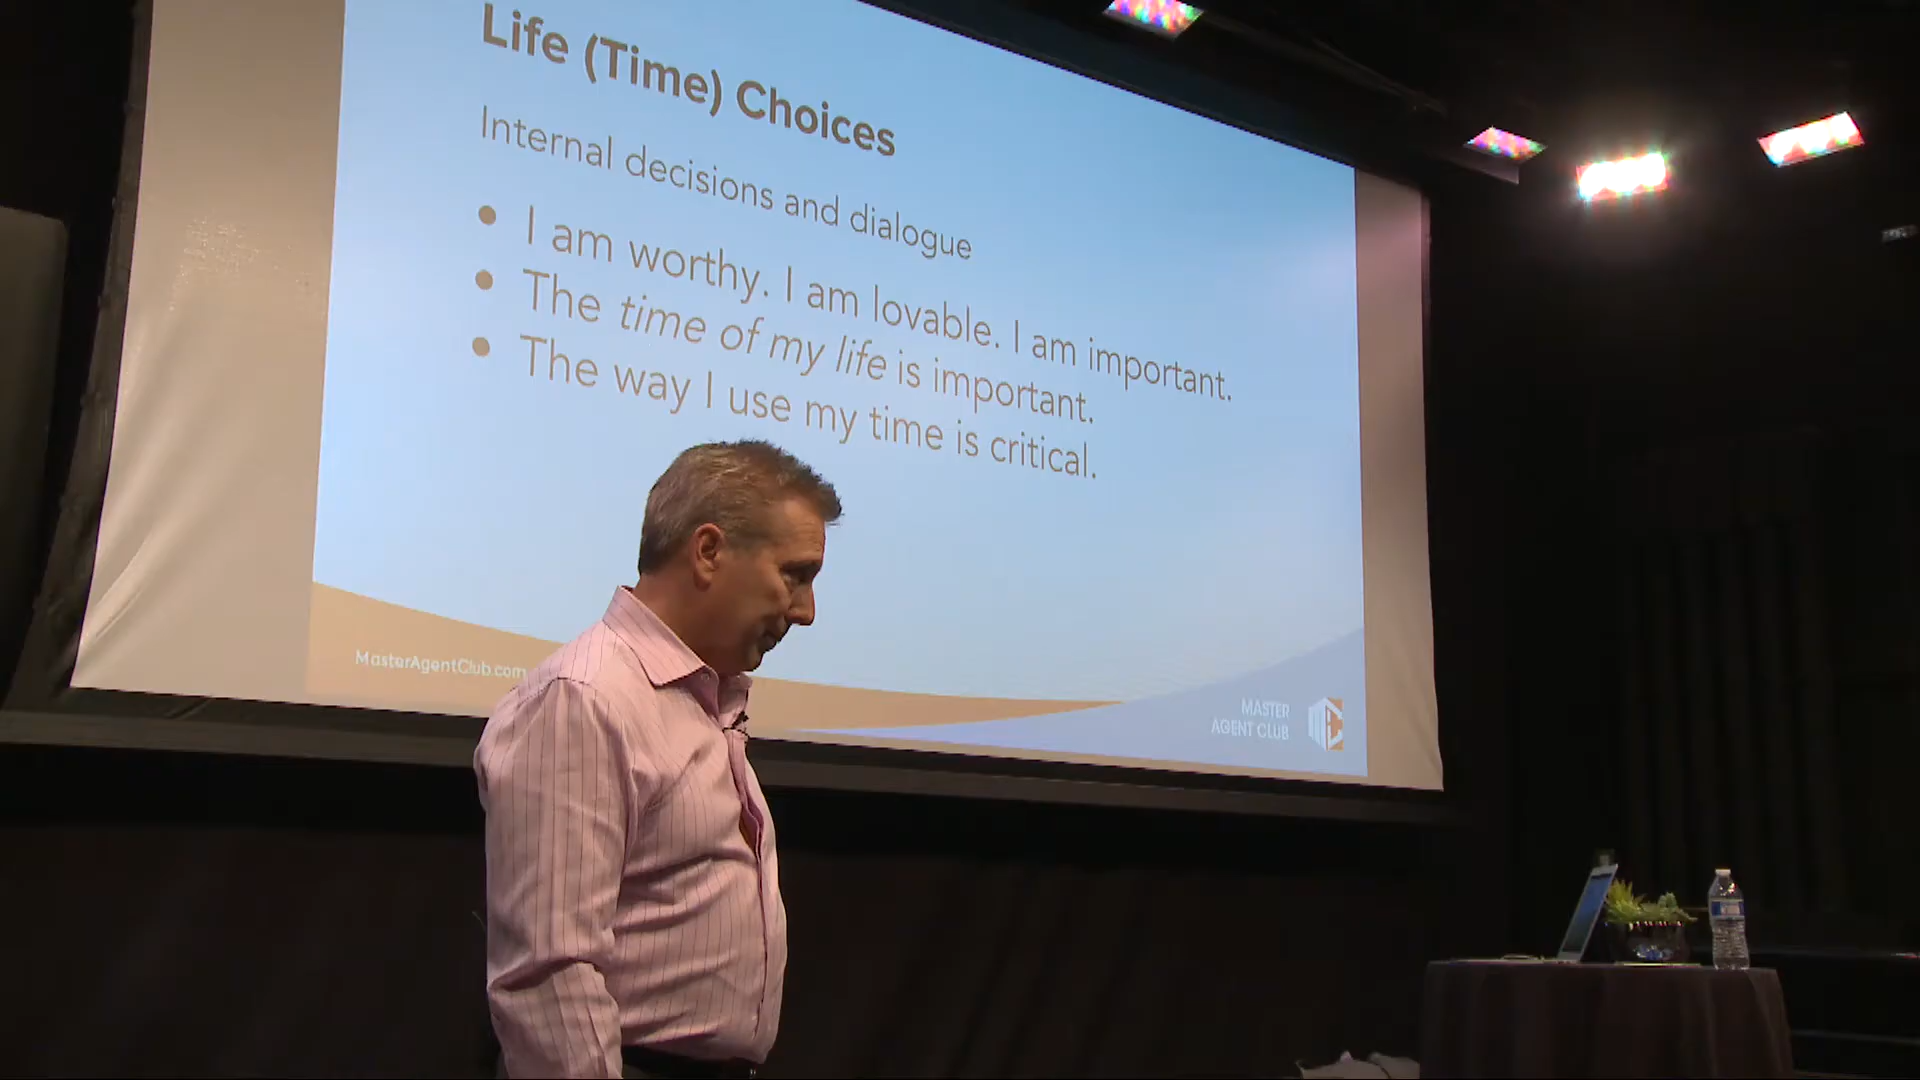 Life (Time) Choices
Internal decisions and dialogue
• I am worthy. I am lovable. I am important.
• The time of my life is important.
• The way I use my time is critical.
MasterAgentClub.com
MASTER
AGENT CLUB